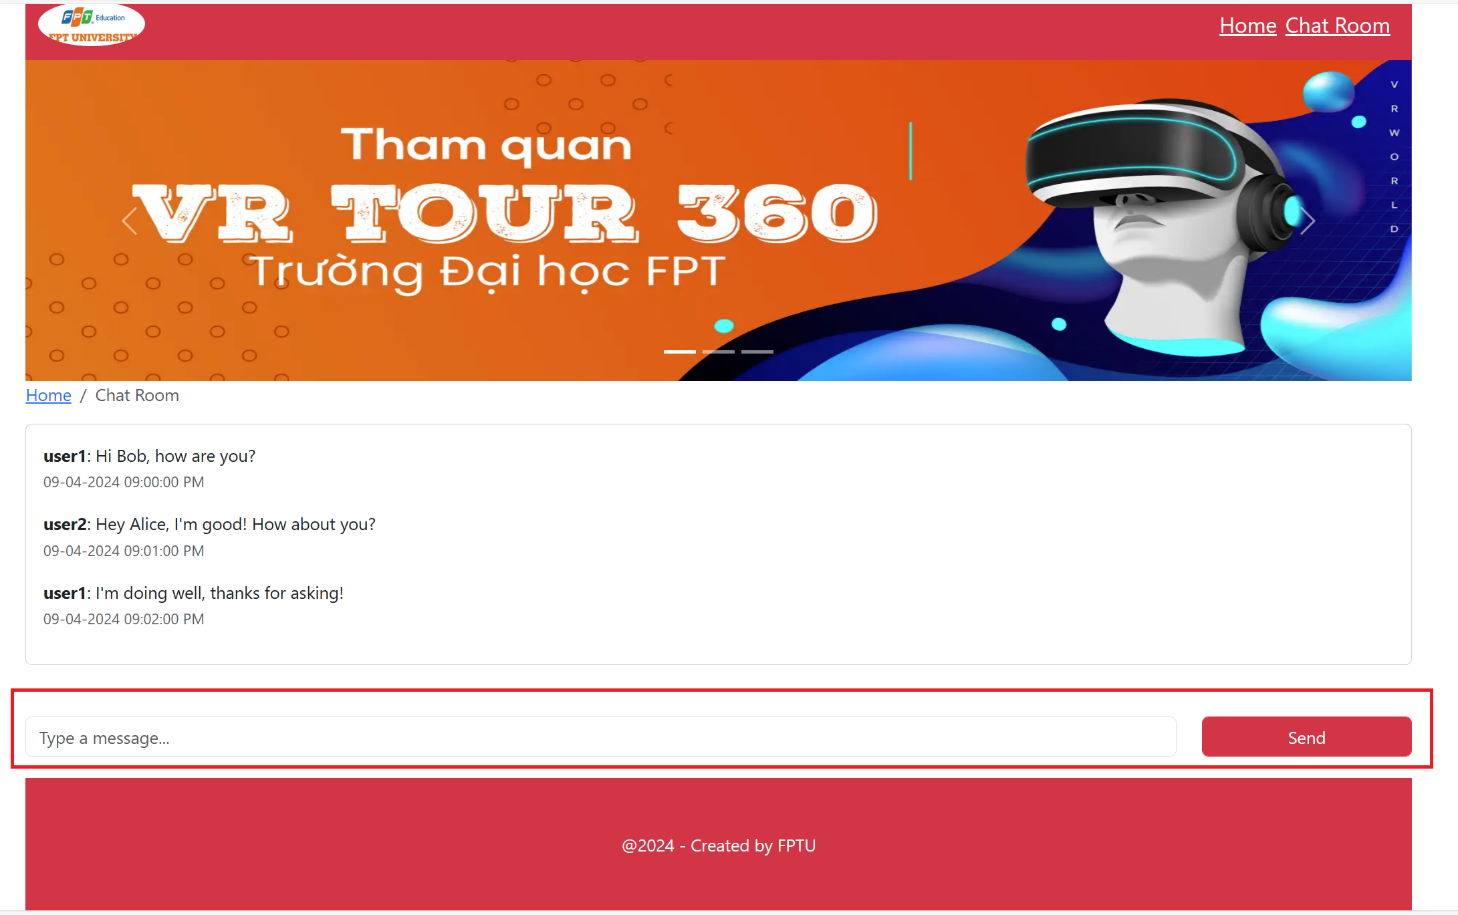 FPT Education
FPT UNIVERSITY
Home Chat Room
Tham quan
VR TOUR 360
Trường Đại học FPT
VRWORLD
Home / Chat Room
user1: Hi Bob, how are you?
09-04-2024 09:00:00 PM
user2: Hey Alice, I'm good! How about you?
09-04-2024 09:01:00 PM
user1: I'm doing well, thanks for asking!
09-04-2024 09:02:00 PM
Type a message...
Send
@2024 - Created by FPTU